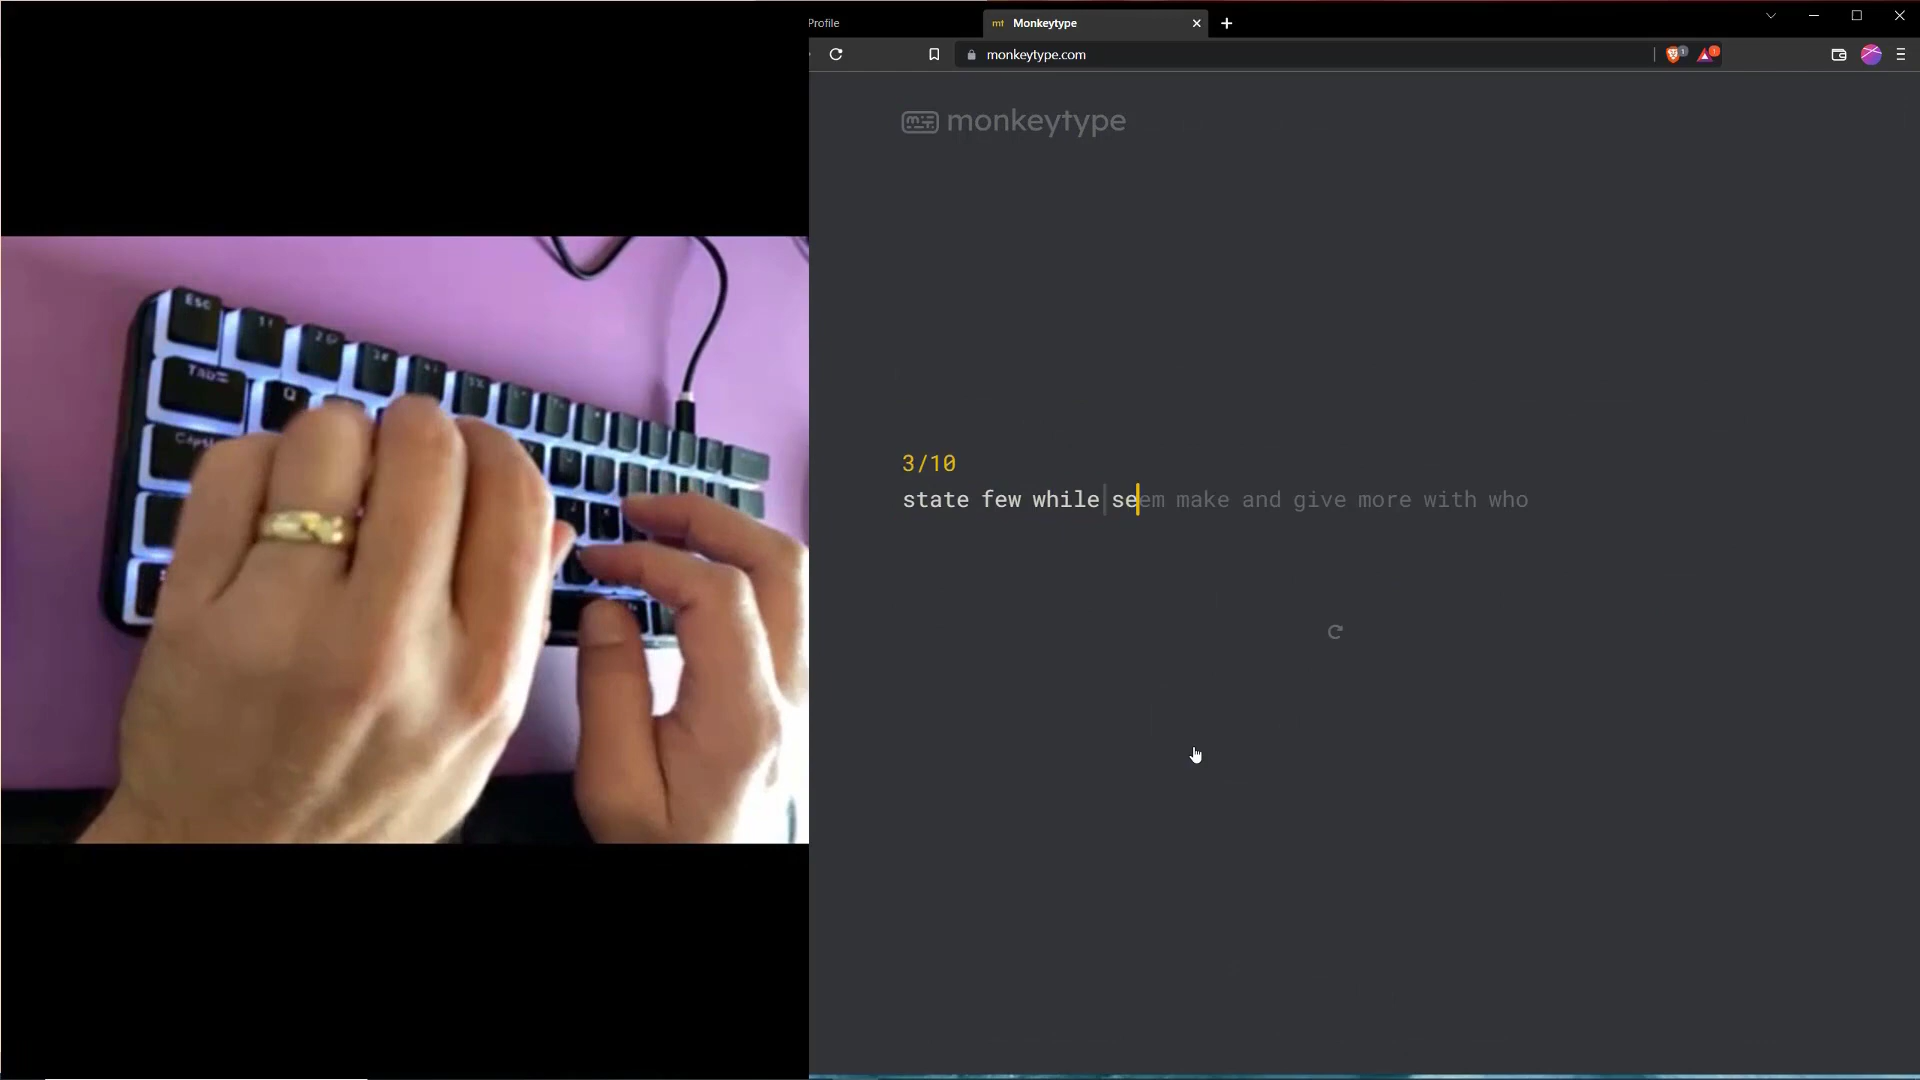 Profile
mt Monkeytype
monkeytype.com
monkeytype
3/10
state few while seem make and give more with who
Esc
Tab
Q